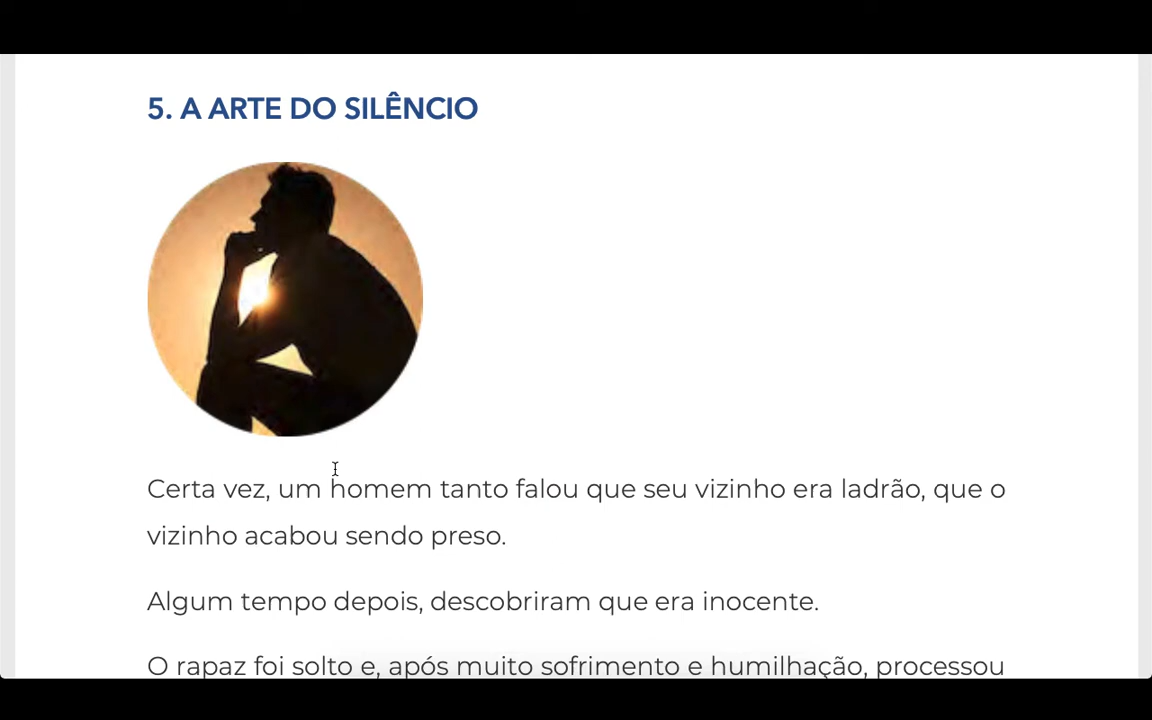 5. A ARTE DO SILÊNCIO
Certa vez, um homem tanto falou que seu vizinho era ladrão, que o
vizinho acabou sendo preso.
Algum tempo depois, descobriram que era inocente.
O rapaz foi solto e, após muito sofrimento e humilhação, processou